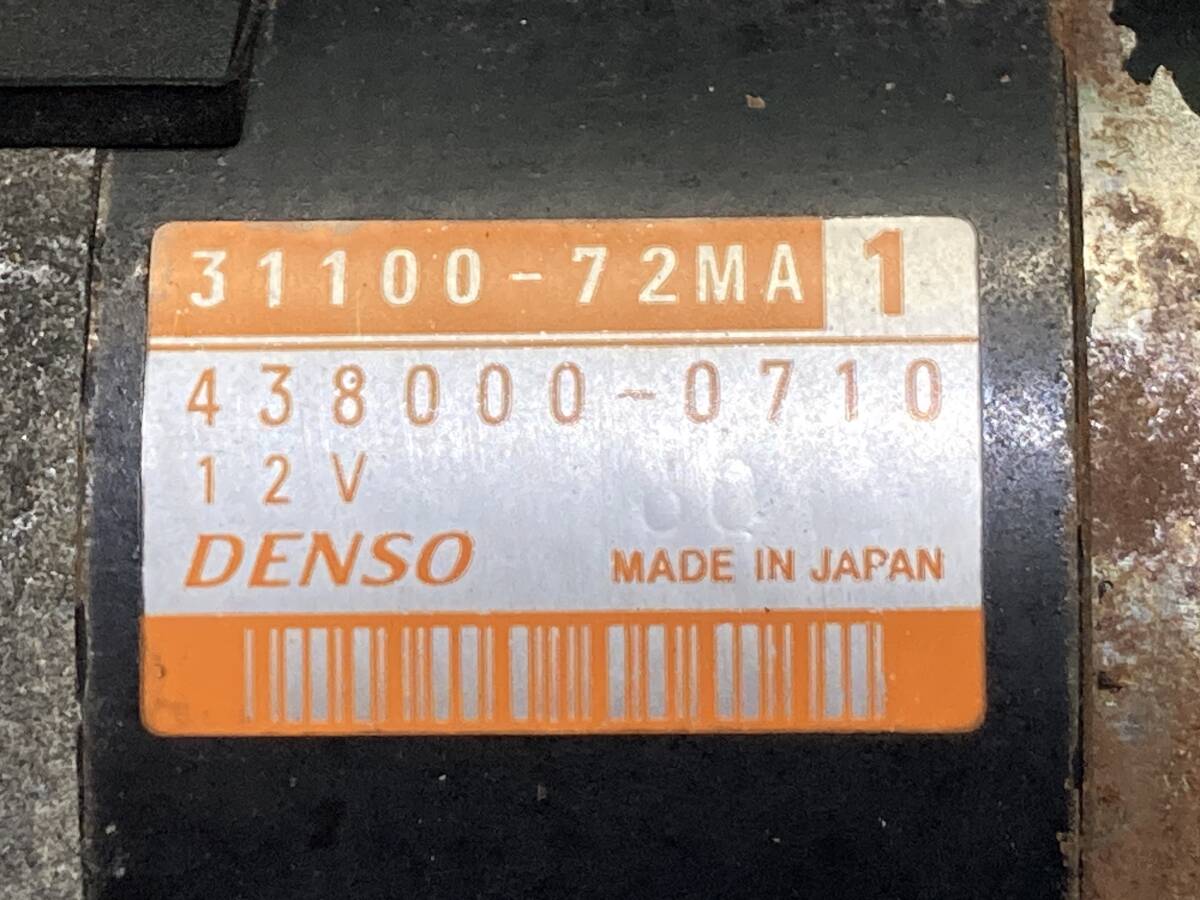 31100-72MA 1
438000-0710
12V
DENSO MADE IN JAPAN